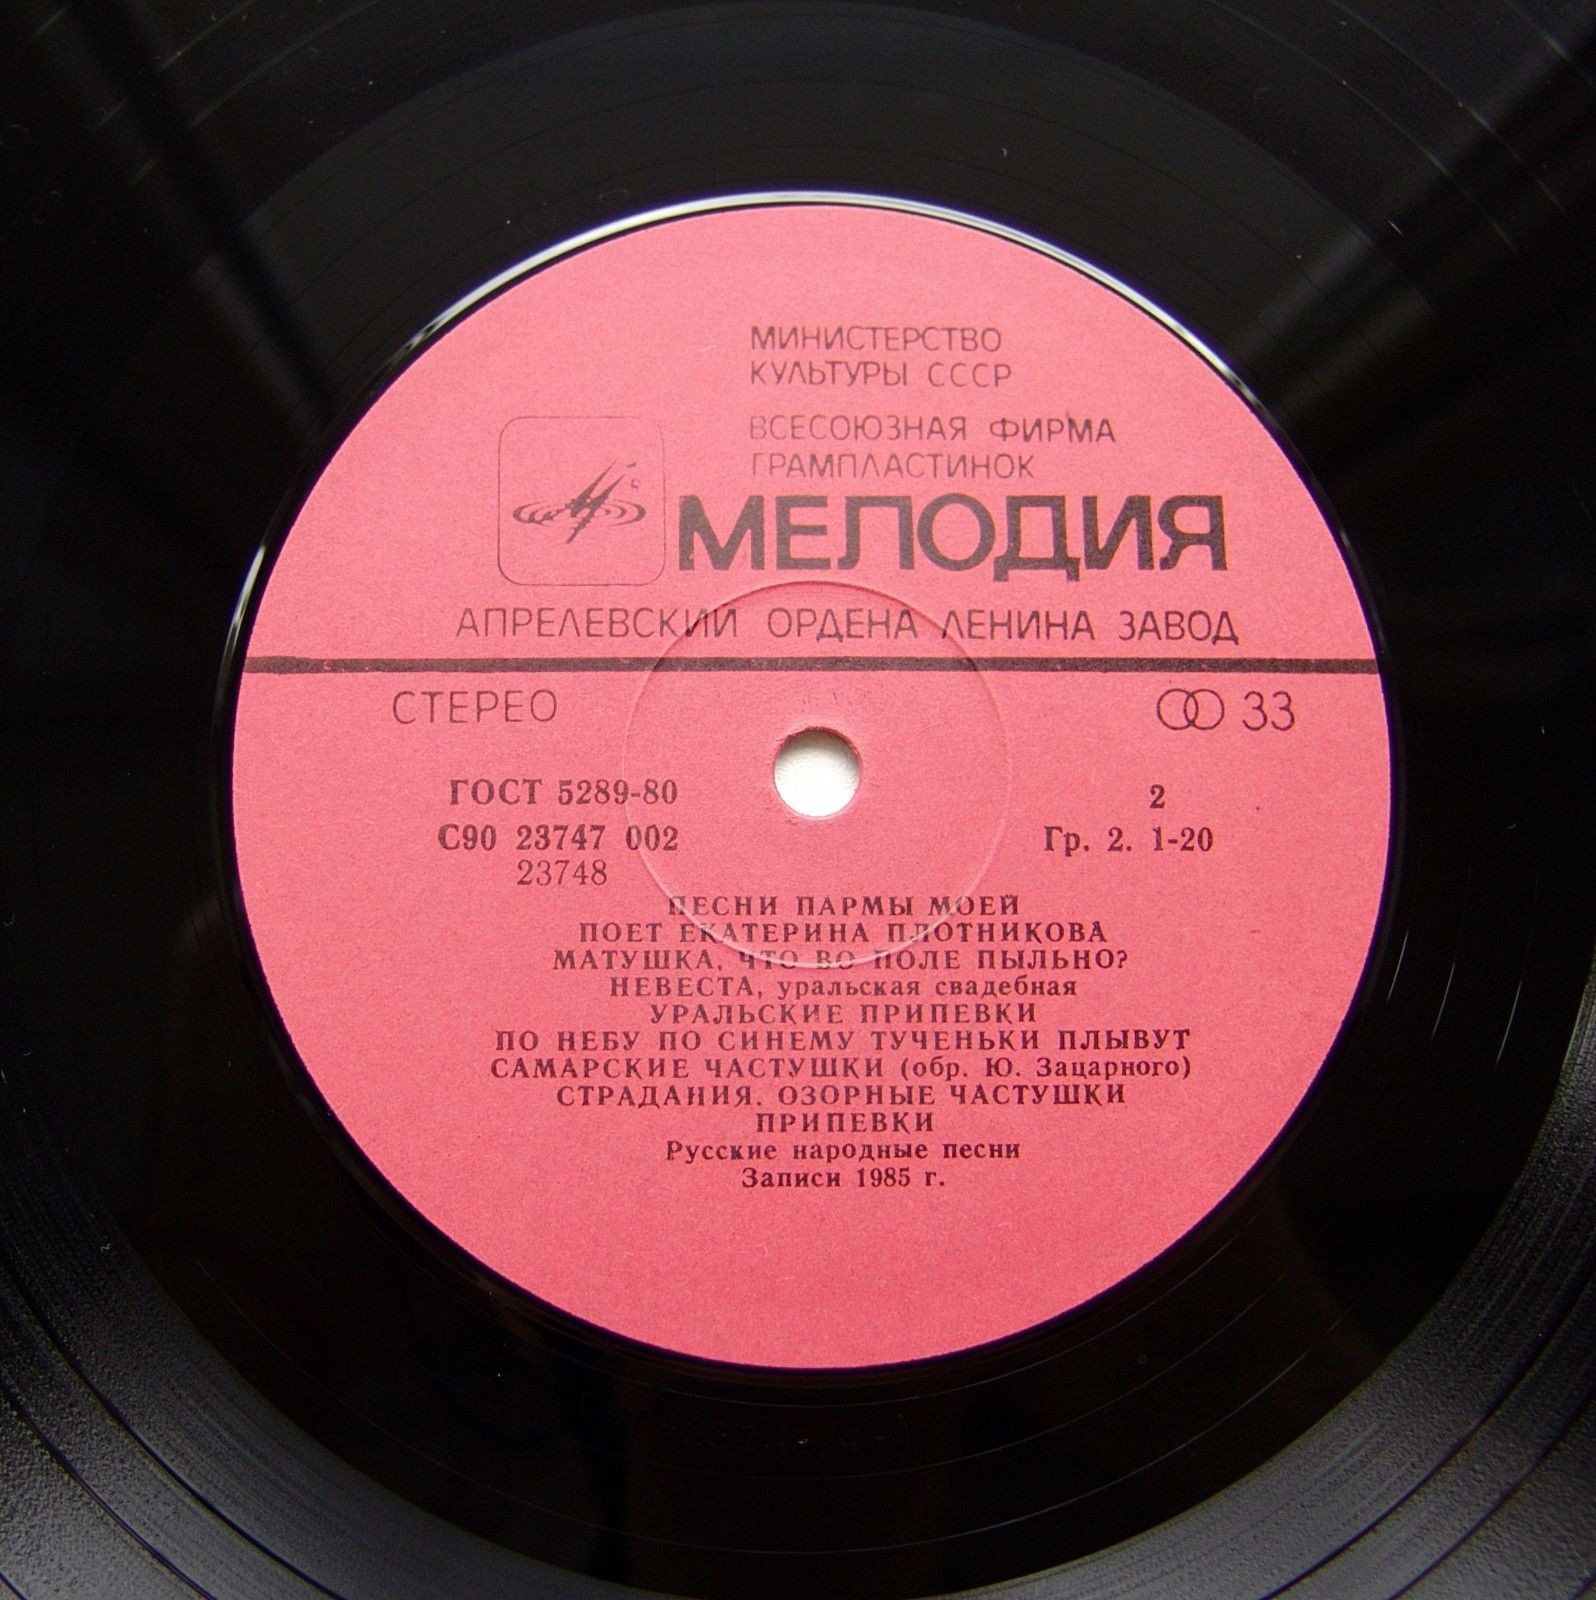 МИНИСТЕРСТВО
КУЛЬТУРЫ СССР
ВСЕСОЮЗНАЯ ФИРМА
ГРАМПЛАСТИНОК
МЕЛОДИЯ
АПРЕЛЕВСКИЙ ОРДЕНА ЛЕНИНА ЗАВОД
СТЕРЕО 33
ГОСТ 5289-80 2
С90 23747 002 Гр. 2. 1-20
23748
ПЕСНИ ПАРМЫ МОЕЙ
ПОЕТ ЕКАТЕРИНА ПЛОТНИКОВА
МАТУШКА, ЧТО ВО ПОЛЕ ПЫЛЬНО?
НЕВЕСТА, уральская свадебная
УРАЛЬСКИЕ ПРИПЕВКИ
ПО НЕБУ ПО СИНЕМУ ТУЧЕНЬКИ ПЛЫВУТ
САМАРСКИЕ ЧАСТУШКИ (обр. Ю. Зацарного)
СТРАДАНИЯ. ОЗОРНЫЕ ЧАСТУШКИ
ПРИПЕВКИ
Русские народные песни
Записи 1985 г.